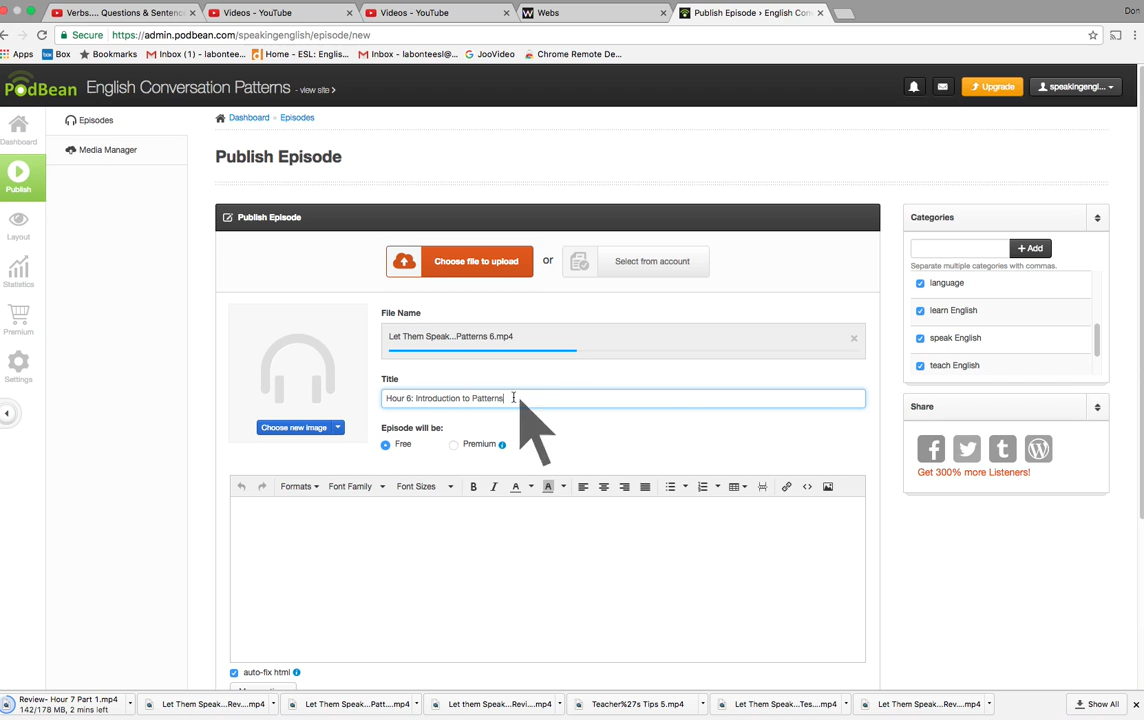 Verbs.... Questions & Sentenc
Videos - YouTube
Videos - YouTube
Webs
Publish Episode › English Con
Don
Secure https://admin.podbean.com/speakingenglish/episode/new
Apps Box Bookmarks Inbox (1) - labontee... Home - ESL: Englis... Inbox - labonteesl@... JooVideo Chrome Remote De...
PodBean English Conversation Patterns - view site ›
Upgrade
speakingengl...
Dashboard
Publish
Layout
Statistics
Premium
Settings
Episodes
Media Manager
Dashboard Episodes
Publish Episode
Publish Episode
Choose file to upload or Select from account
File Name
Let Them Speak...Patterns 6.mp4
Title
Hour 6: Introduction to Patterns
Choose new image
Episode will be:
Free Premium
Formats Font Family Font Sizes B I A A
auto-fix html
Categories
+ Add
Separate multiple categories with commas.
language
learn English
speak English
teach English
Share
Get 300% more Listeners!
Review- Hour 7 Part 1.mp4
142/178 MB, 2 mins left
Let Them Speak...Rev....mp4
Let Them Speak...Patt....mp4
Let them Speak...Revi....mp4
Teacher%27s Tips 5.mp4
Let Them Speak...Tes....mp4
Let Them Speak...Rev....mp4
Show All